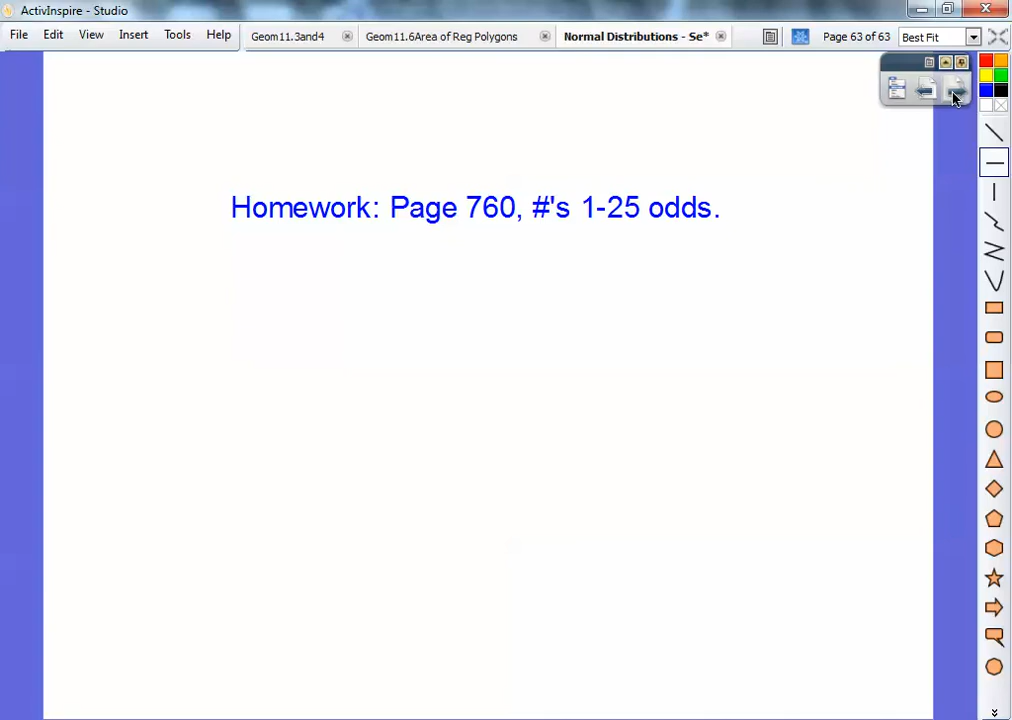 ActivInspire - Studio
File Edit View Insert Tools Help
Geom11.3and4
Geom11.6Area of Reg Polygons
Normal Distributions - Se*
Page 63 of 63
Best Fit
Homework: Page 760, #'s 1-25 odds.